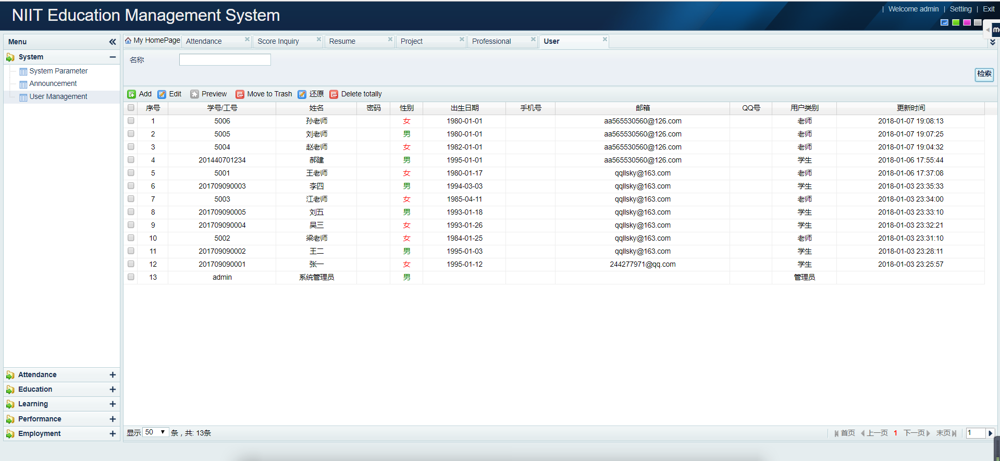 NIIT Education Management System
| Welcome admin | Setting | Exit
Menu
System
System Parameter
Announcement
User Management
Attendance
Education
Learning
Performance
Employment
My HomePage Attendance Score Inquiry Resume Project Professional User
名称
检索
Add Edit Preview Move to Trash 还原 Delete totally
序号 学号/工号 姓名 密码 性别 出生日期 手机号 邮箱 QQ号 用户类别 更新时间
1 5006 孙老师 女 1980-01-01 aa565530560@126.com 老师 2018-01-07 19:08:13
2 5005 刘老师 男 1980-01-01 aa565530560@126.com 老师 2018-01-07 19:07:25
3 5004 赵老师 女 1982-01-01 aa565530560@126.com 老师 2018-01-07 19:04:32
4 201440701234 郝建 男 1995-01-01 aa565530560@126.com 学生 2018-01-06 17:55:44
5 5001 王老师 女 1980-01-17 qqllsky@163.com 老师 2018-01-06 17:37:08
6 201709090003 李四 男 1994-03-03 qqllsky@163.com 学生 2018-01-03 23:35:33
7 5003 江老师 女 1985-04-11 qqllsky@163.com 老师 2018-01-03 23:34:00
8 201709090005 刘五 男 1993-01-18 qqllsky@163.com 学生 2018-01-03 23:33:10
9 201709090004 吴三 女 1993-01-26 qqllsky@163.com 学生 2018-01-03 23:32:21
10 5002 梁老师 女 1984-01-25 qqllsky@163.com 老师 2018-01-03 23:31:10
11 201709090002 王二 男 1995-01-03 qqllsky@163.com 学生 2018-01-03 23:28:11
12 201709090001 张一 女 1995-01-12 244277971@qq.com 学生 2018-01-03 23:25:57
13 admin 系统管理员 男 管理员
显示 50 条，共: 13条
首页 上一页 1 下一页 末页 1